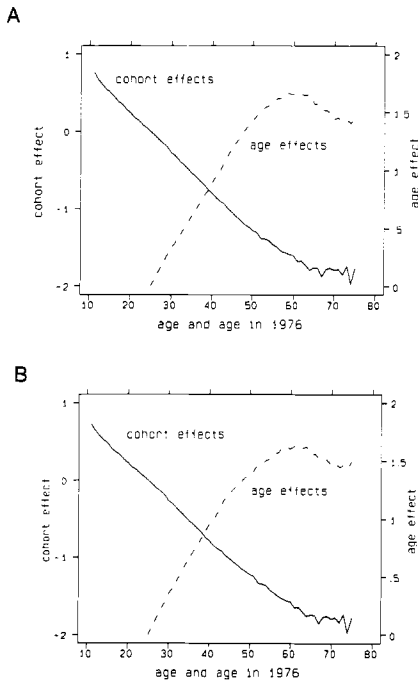 A
1
0
-1
-2
cohort effect
cohort effects
age effects
2
1.5
1
.5
0
age effect
10 20 30 40 50 60 70 80
age and age in 1976
B
1
0
-1
-2
cohort effect
cohort effects
age effects
2
1.5
1
.5
0
age effect
10 20 30 40 50 60 70 80
age and age in 1976